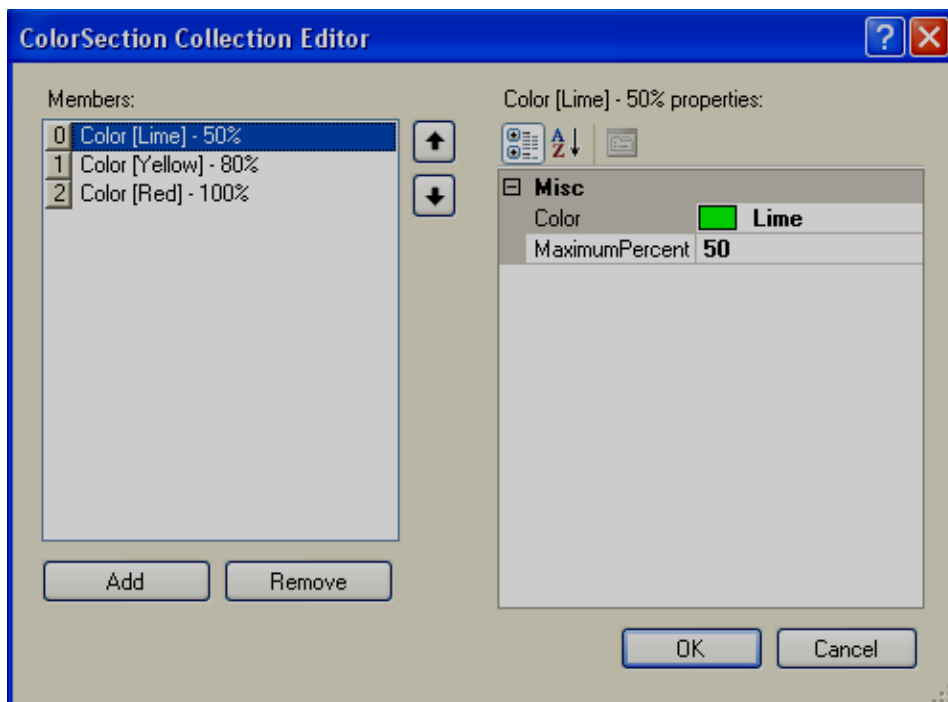 ColorSection Collection Editor
?
Members:
0 Color [Lime] - 50%
1 Color [Yellow] - 80%
2 Color [Red] - 100%
Add
Remove
Color [Lime] - 50% properties:
A
Z
Misc
Color Lime
MaximumPercent 50
OK
Cancel